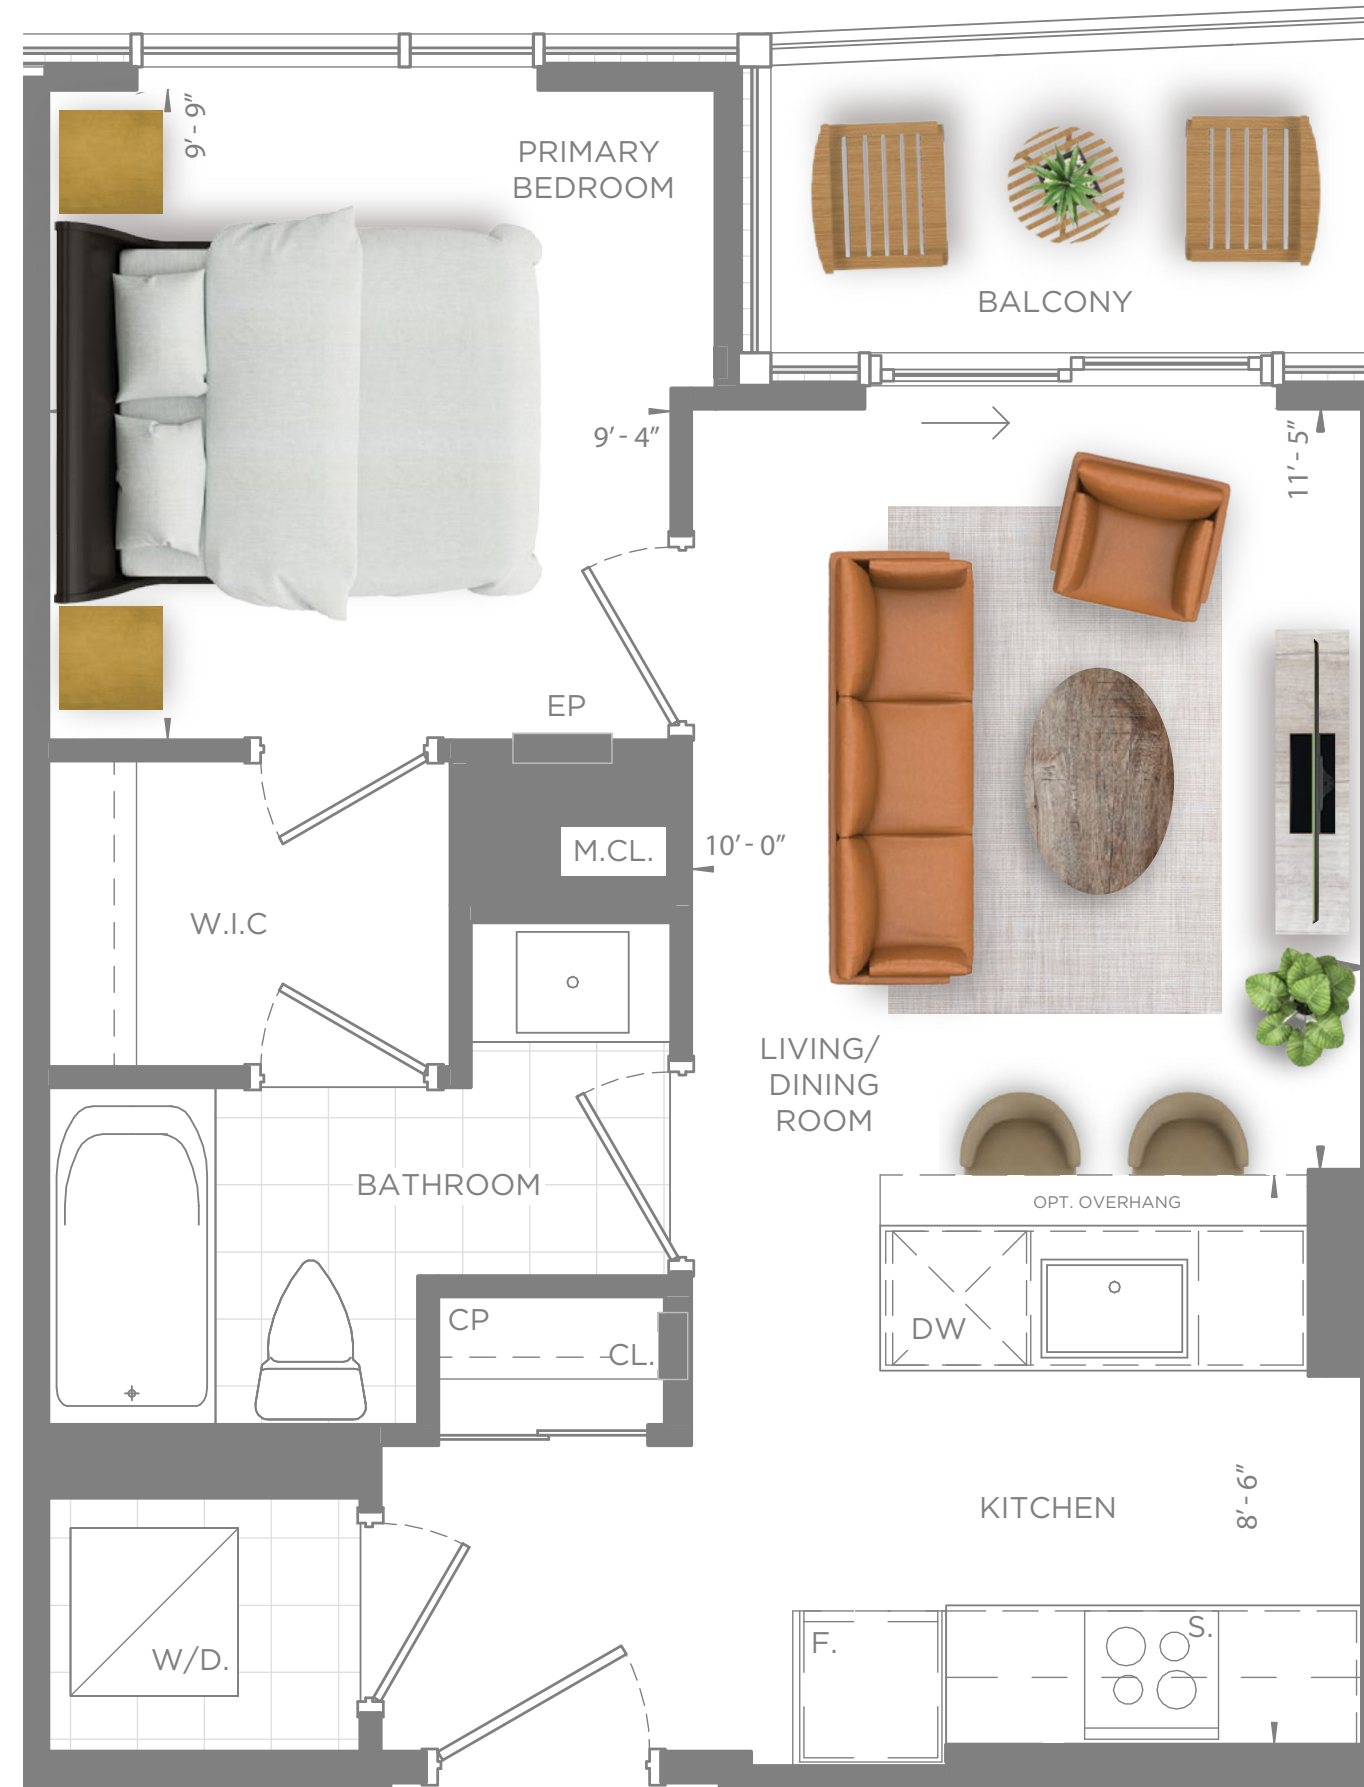 9’- 9”
PRIMARY
BEDROOM
BALCONY
9’- 4”
11’- 5”
EP
M.CL.
10’- 0”
W.I.C
LIVING/
DINING
ROOM
BATHROOM
OPT. OVERHANG
CP
CL.
DW
KITCHEN
8’- 6”
W/D.
F.
S.